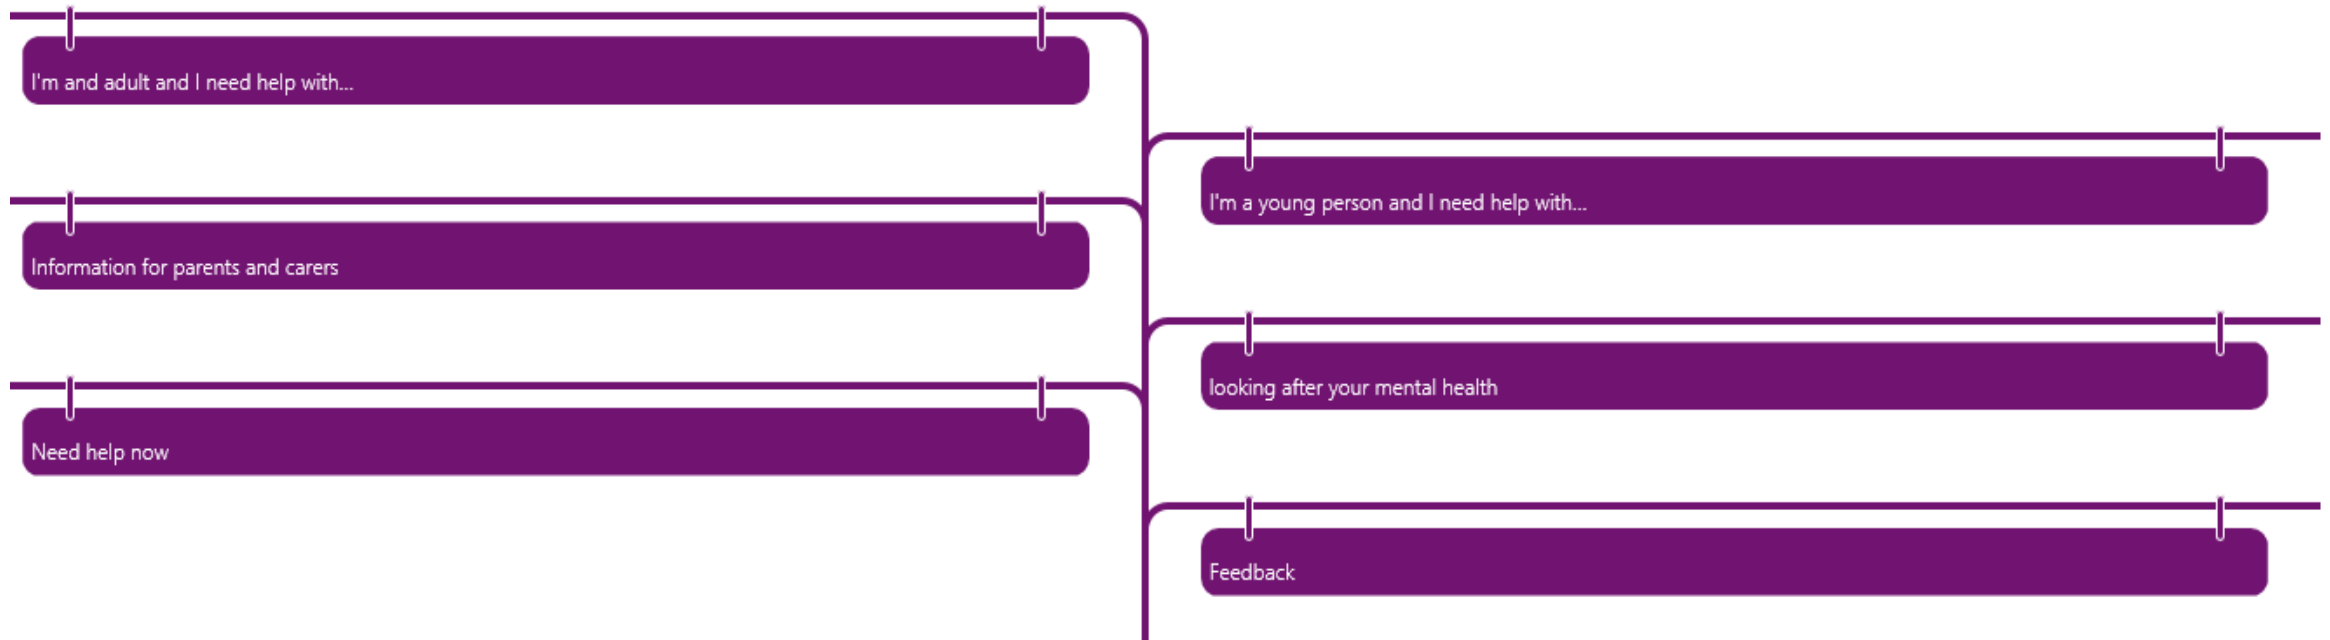 I'm and adult and I need help with...
I'm a young person and I need help with...
Information for parents and carers
looking after your mental health
Need help now
Feedback